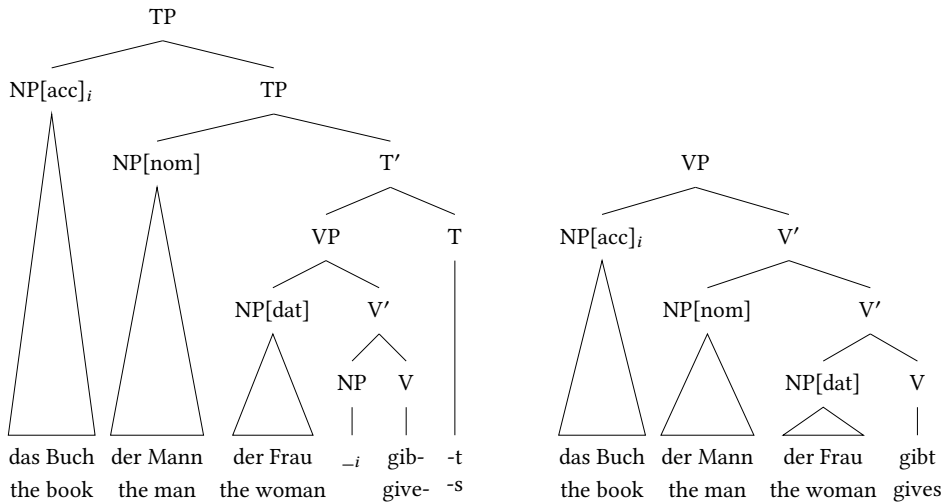 TP
NP[acc]i TP
NP[nom] T′ VP
VP T NP[acc]i V′
NP[dat] V′ NP[nom] V′
NP V NP[dat] V
das Buch der Mann der Frau _i gib- -t das Buch der Mann der Frau gibt
the book the man the woman give- -s the book the man the woman gives